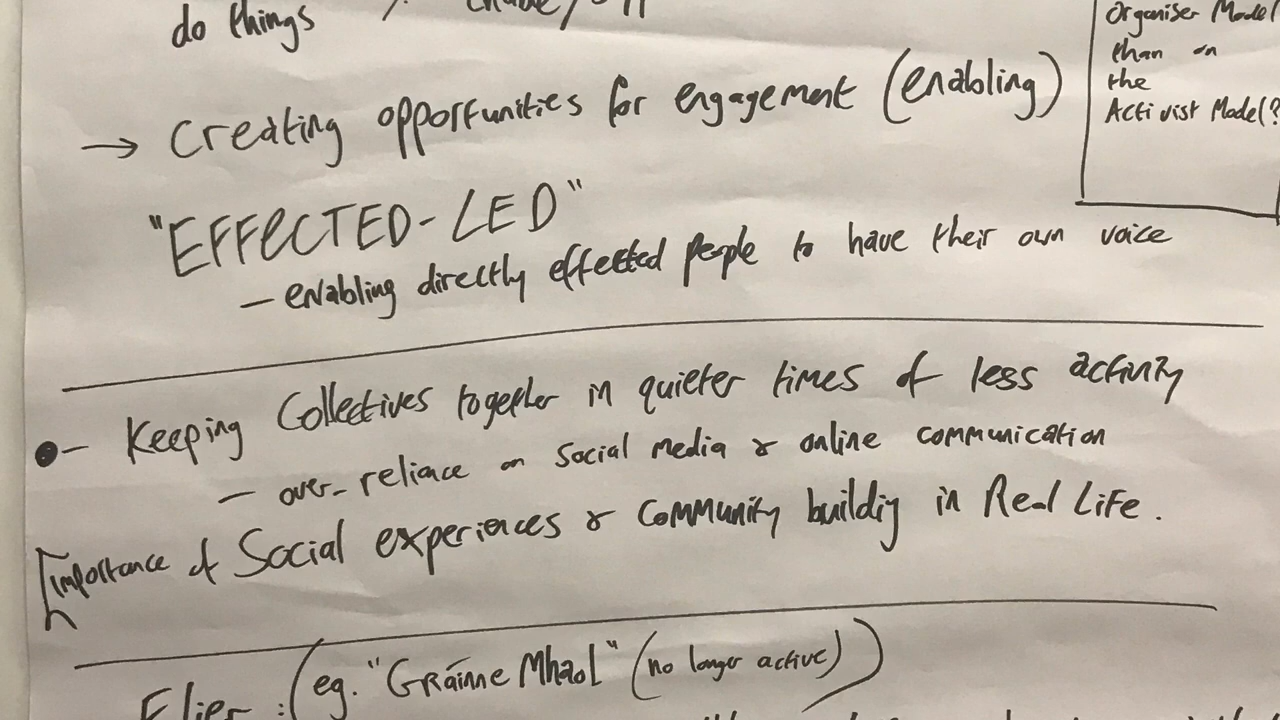 do things
Organiser Model
than on
the
Activist Model?
→ Creating opportunities for engagement (enabling)
"EFFECTED-LED"
– enabling directly effected people to have their own voice
●– Keeping Collectives together in quieter times of less activity
– over-reliance on social media & online communication
Importance of Social experiences & Community buildig in Real Life.
Flier : (eg. "Gráinne Mhaol" (no longer active))